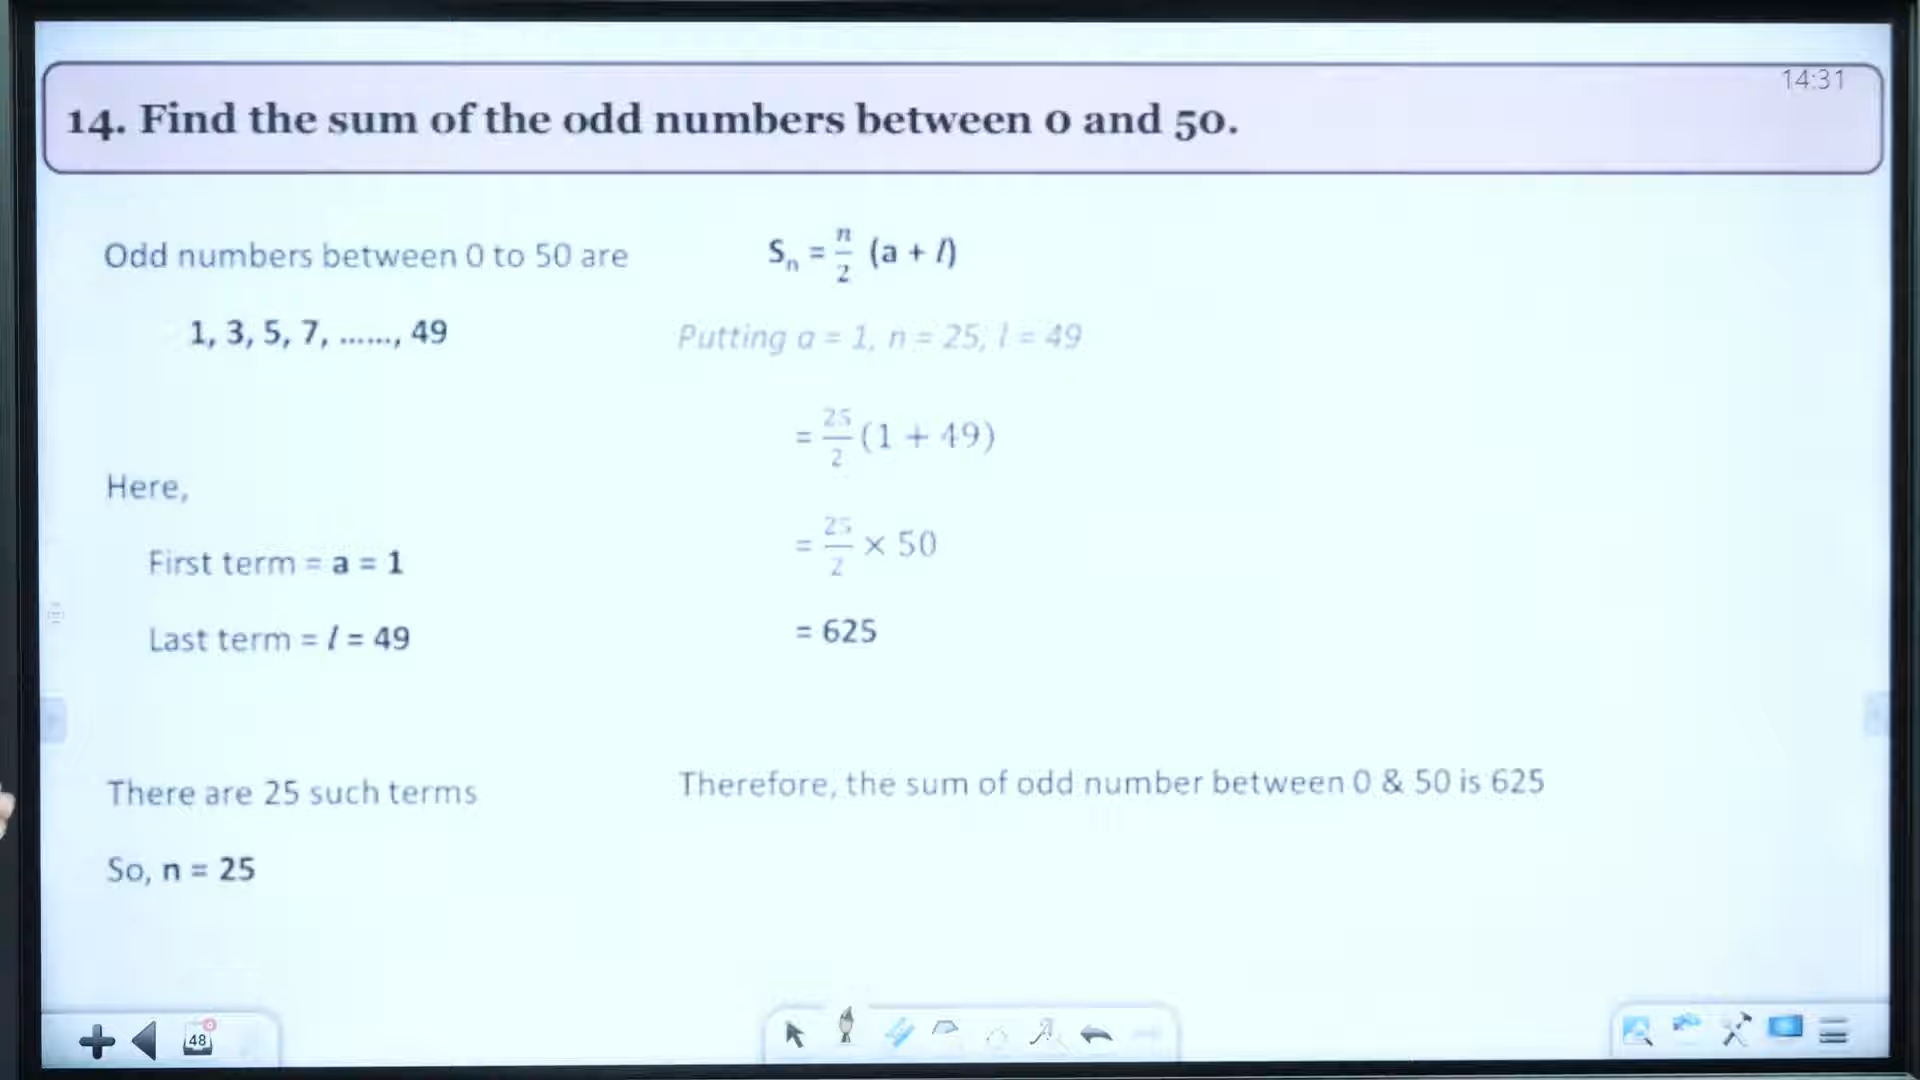 14:31
14. Find the sum of the odd numbers between 0 and 50.
Odd numbers between 0 to 50 are
1, 3, 5, 7, ......, 49
Here,
First term = a = 1
Last term = l = 49
There are 25 such terms
So, n = 25
Sₙ = n/2 (a + l)
Putting a = 1, n = 25, l = 49
= 25/2 (1 + 49)
= 25/2 × 50
= 625
Therefore, the sum of odd number between 0 & 50 is 625
48